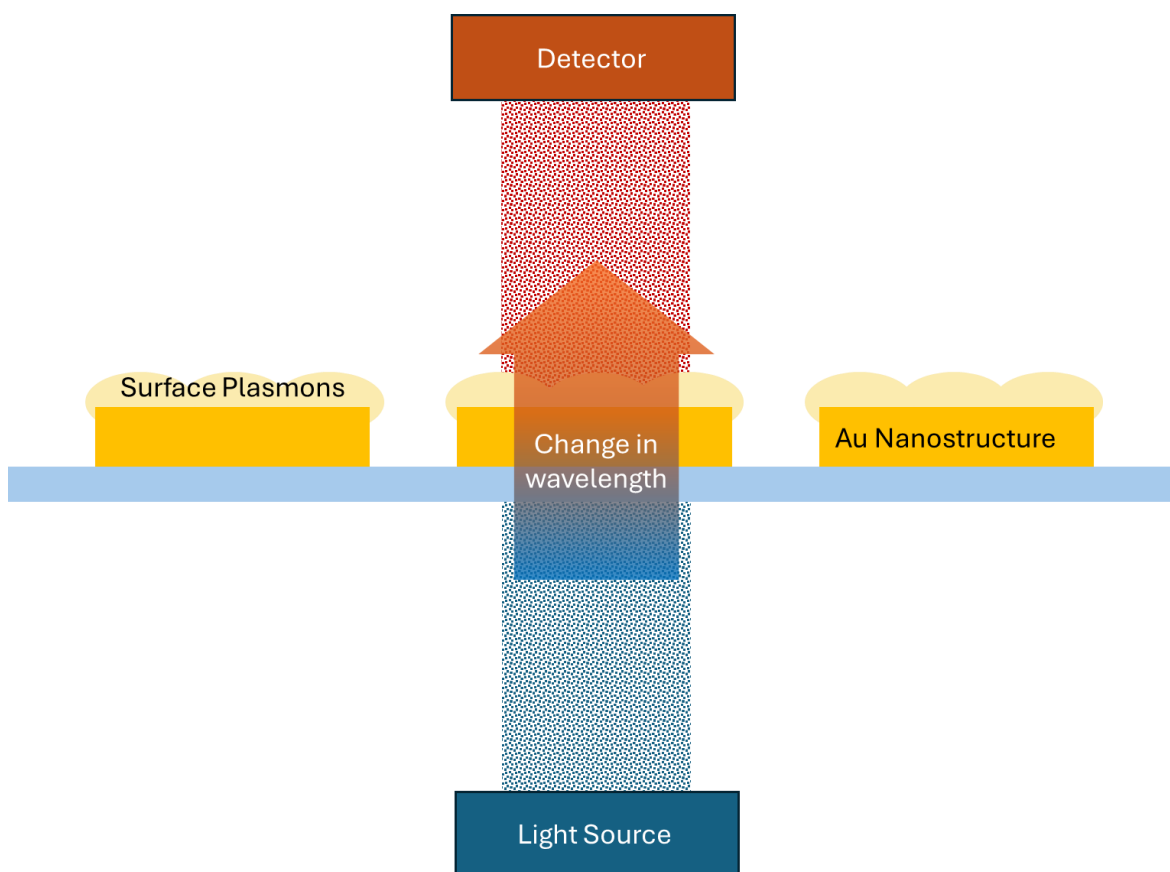 Detector
Surface Plasmons
Change in
wavelength
Au Nanostructure
Light Source